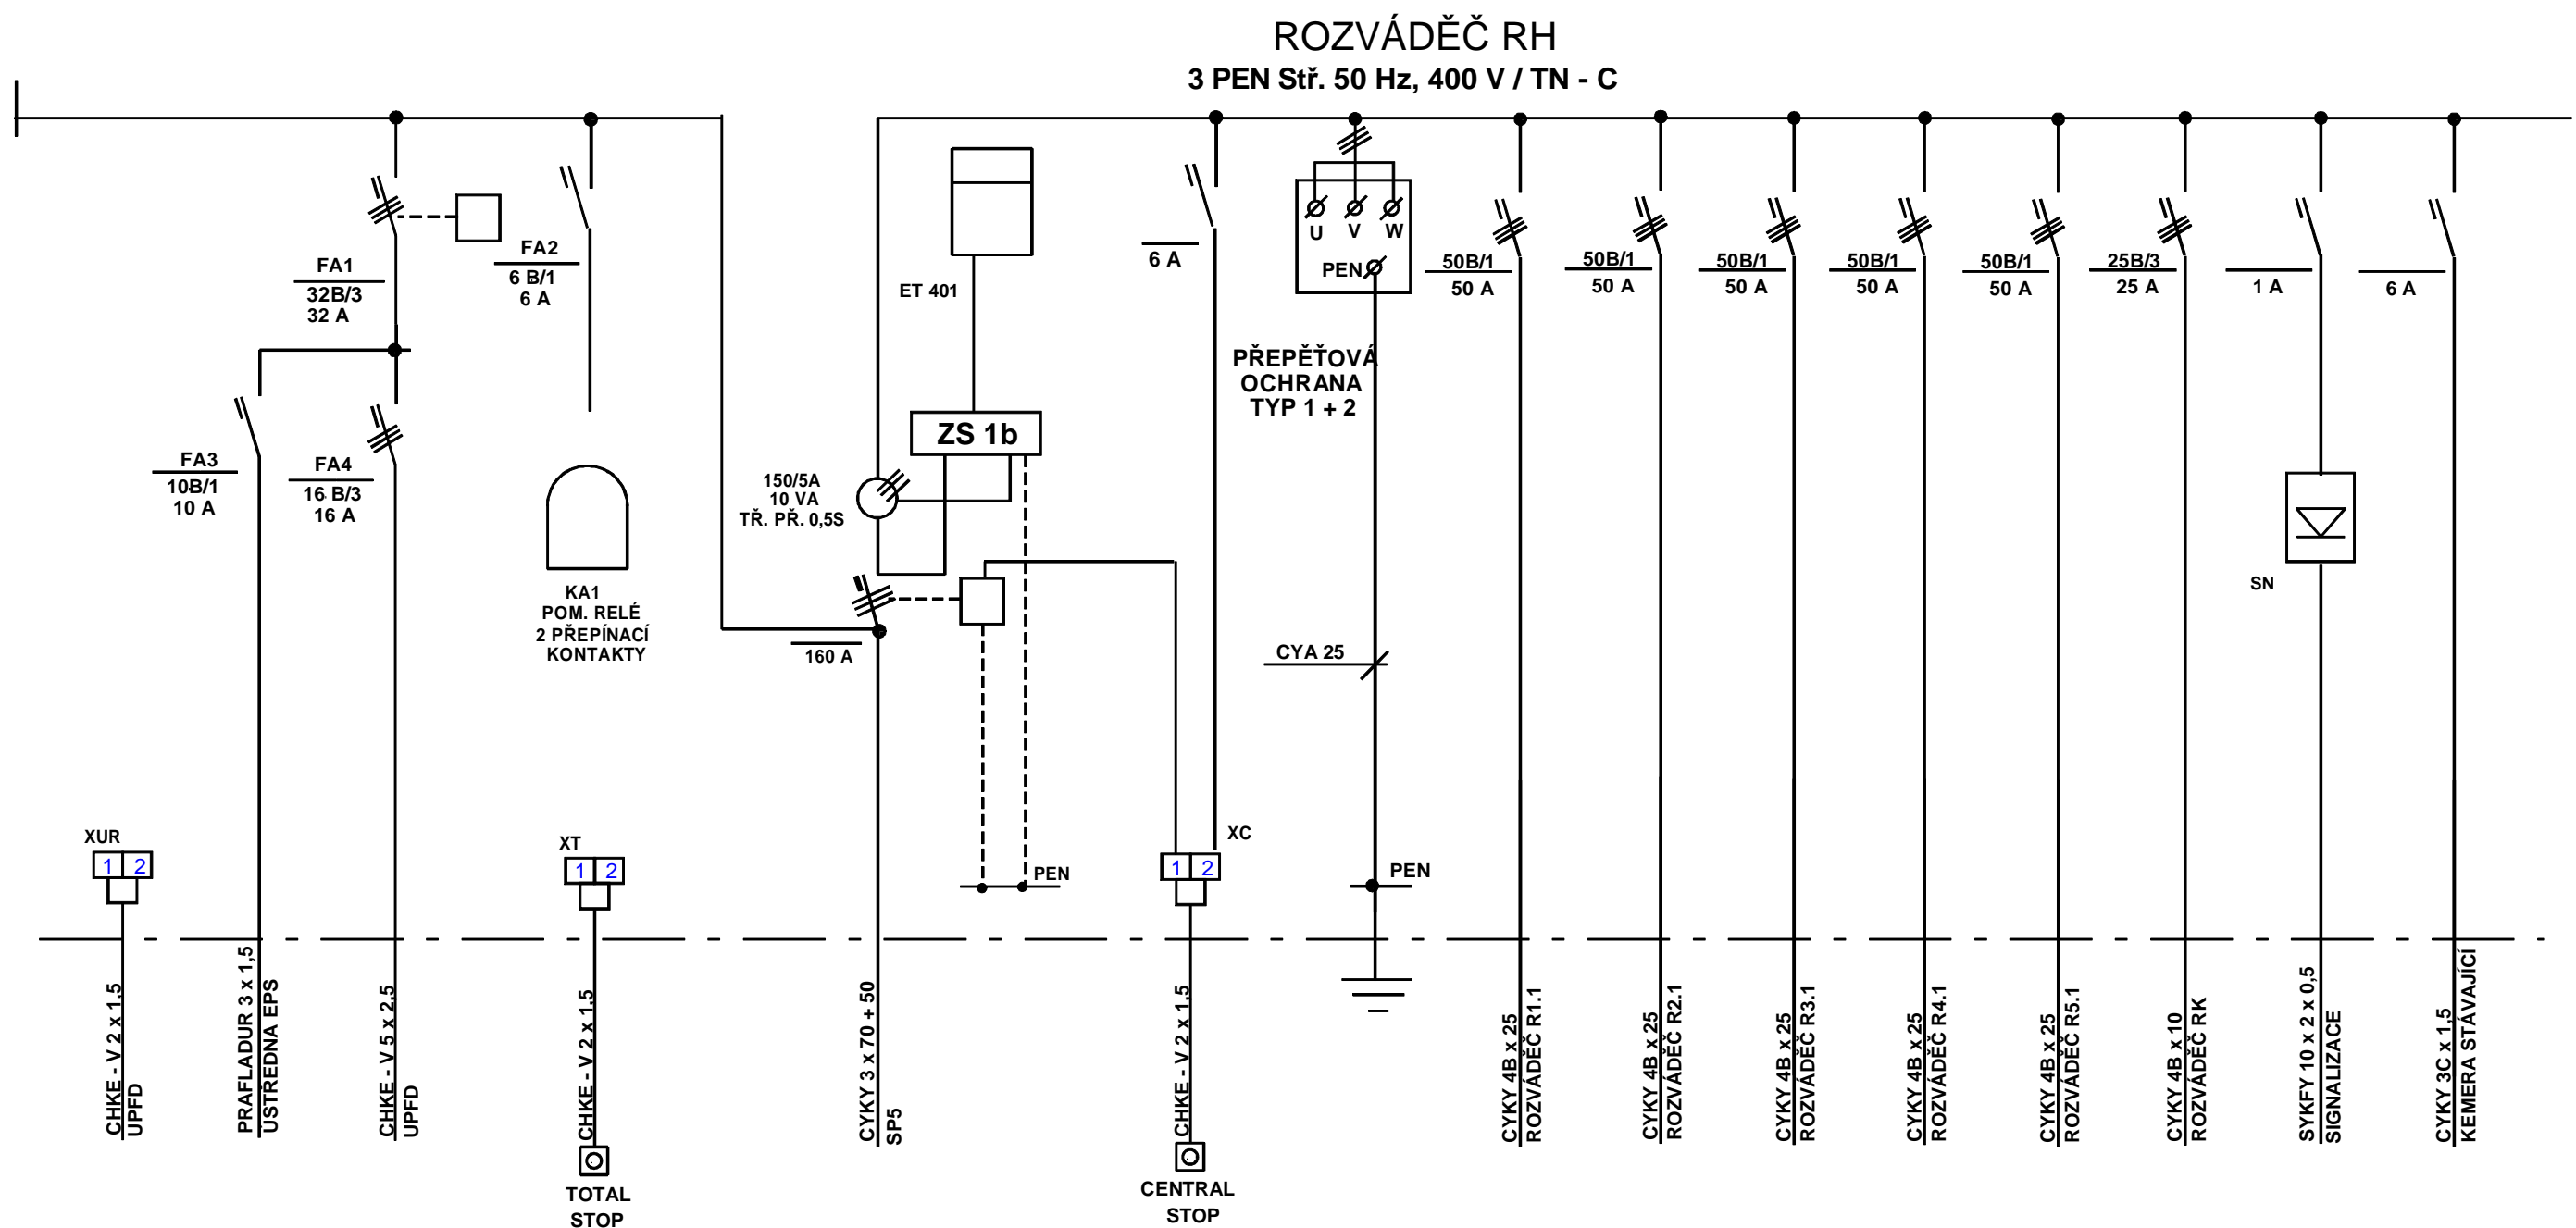 ROZVÁDĚČ RH
3 PEN Stř. 50 Hz, 400 V / TN - C
FA1
32B/3
32 A
FA2
6 B/1
6 A
FA3
10B/1
10 A
FA4
16 B/3
16 A
KA1
POM. RELÉ
2 PŘEPÍNACÍ
KONTAKTY
ET 401
ZS 1b
150/5A
10 VA
TŘ. PŘ. 0,5S
160 A
6 A
U V W
PEN
PŘEPĚŤOVÁ
OCHRANA
TYP 1 + 2
CYA 25
50B/1
50 A
50B/1
50 A
50B/1
50 A
50B/1
50 A
50B/1
50 A
25B/3
25 A
1 A
6 A
SN
XUR
1 2
XT
1 2
PEN
XC
1 2
PEN
CHKE - V 2 x 1,5
UPFD
PRAFLADUR 3 x 1,5
ÚSTŘEDNA EPS
CHKE - V 5 x 2,5
UPFD
CHKE - V 2 x 1,5
TOTAL
STOP
CYKY 3 x 70 + 50
SP5
CHKE - V 2 x 1,5
CENTRAL
STOP
CYKY 4B x 25
ROZVÁDĚČ R1.1
CYKY 4B x 25
ROZVÁDĚČ R2.1
CYKY 4B x 25
ROZVÁDĚČ R3.1
CYKY 4B x 25
ROZVÁDĚČ R4.1
CYKY 4B x 25
ROZVÁDĚČ R5.1
CYKY 4B x 10
ROZVÁDĚČ RK
SYKFY 10 x 2 x 0,5
SIGNALIZACE
CYKY 3C x 1,5
KEMERA STÁVAJÍCÍ